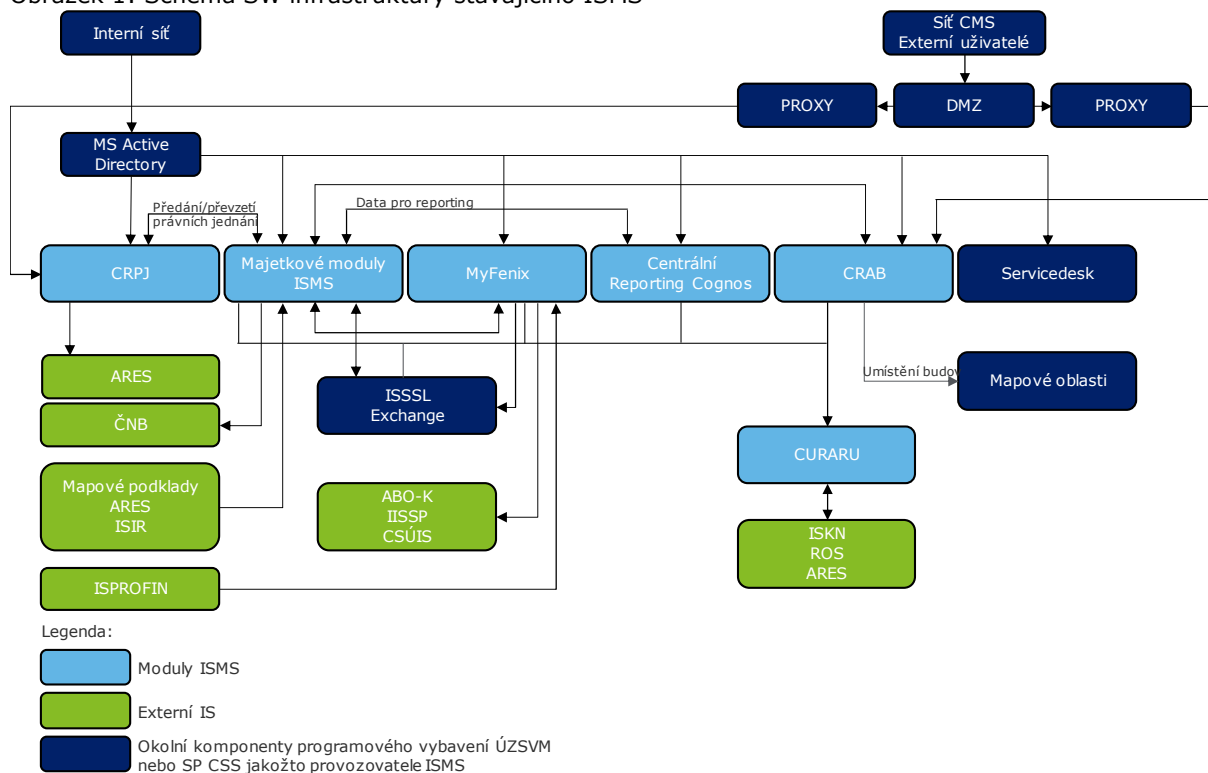 Obrázek 1: Schéma SW infrastruktury stávajícího ISMS
Interní síť
Síť CMS
Externí uživatelé
PROXY
DMZ
PROXY
MS Active
Directory
Předání/převzetí
právních jednání
Data pro reporting
CRPJ
Majetkové moduly
ISMS
MyFenix
Centrální
Reporting Cognos
CRAB
Servicedesk
ARES
ČNB
Mapové podklady
ARES
ISIR
ISPROFIN
ISSSL
Exchange
ABO-K
IISSP
CSÚIS
Umístění budov
Mapové oblasti
CURARU
ISKN
ROS
ARES
Legenda:
Moduly ISMS
Externí IS
Okolní komponenty programového vybavení ÚZSVM
nebo SP CSS jakožto provozovatele ISMS